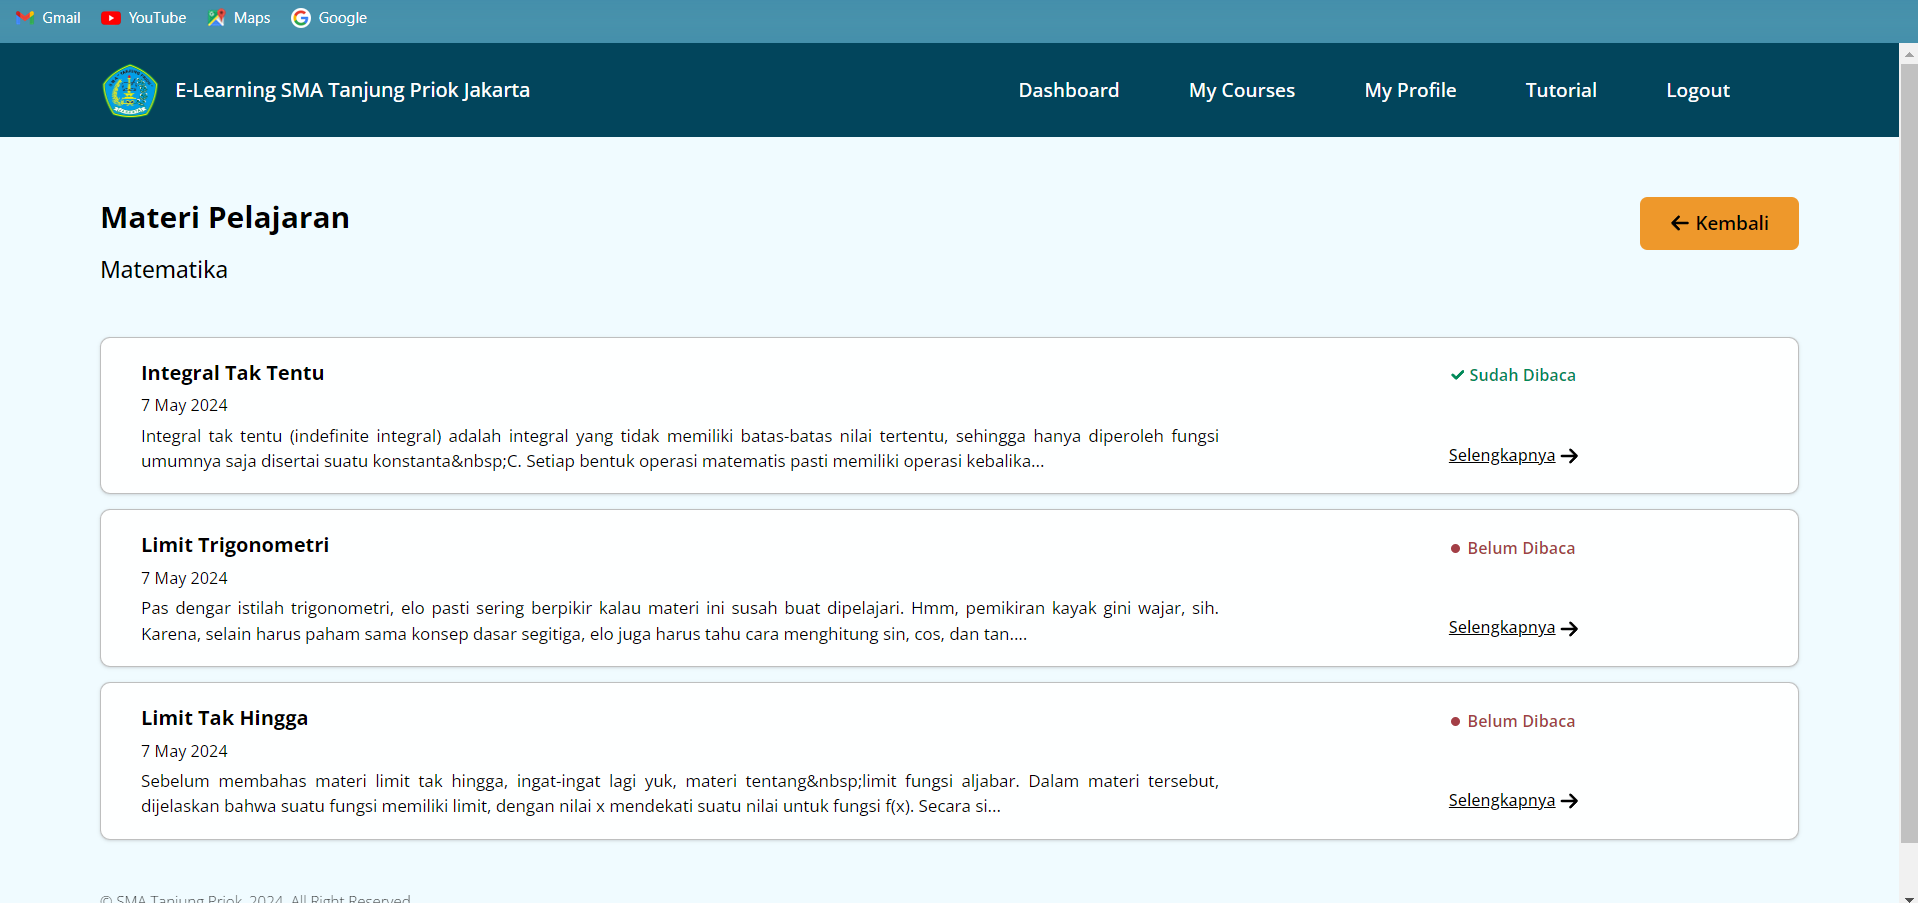 Gmail YouTube Maps Google
E-Learning SMA Tanjung Priok Jakarta Dashboard My Courses My Profile Tutorial Logout
Materi Pelajaran
Kembali
Matematika
Integral Tak Tentu
Sudah Dibaca
7 May 2024
Integral tak tentu (indefinite integral) adalah integral yang tidak memiliki batas-batas nilai tertentu, sehingga hanya diperoleh fungsi
umumnya saja disertai suatu konstanta&nbsp;C. Setiap bentuk operasi matematis pasti memiliki operasi kebalika...
Selengkapnya
Limit Trigonometri
Belum Dibaca
7 May 2024
Pas dengar istilah trigonometri, elo pasti sering berpikir kalau materi ini susah buat dipelajari. Hmm, pemikiran kayak gini wajar, sih.
Karena, selain harus paham sama konsep dasar segitiga, elo juga harus tahu cara menghitung sin, cos, dan tan....
Selengkapnya
Limit Tak Hingga
Belum Dibaca
7 May 2024
Sebelum membahas materi limit tak hingga, ingat-ingat lagi yuk, materi tentang&nbsp;limit fungsi aljabar. Dalam materi tersebut,
dijelaskan bahwa suatu fungsi memiliki limit, dengan nilai x mendekati suatu nilai untuk fungsi f(x). Secara si...
Selengkapnya
© SMA Tanjung Priok, 2024. All Right Reserved